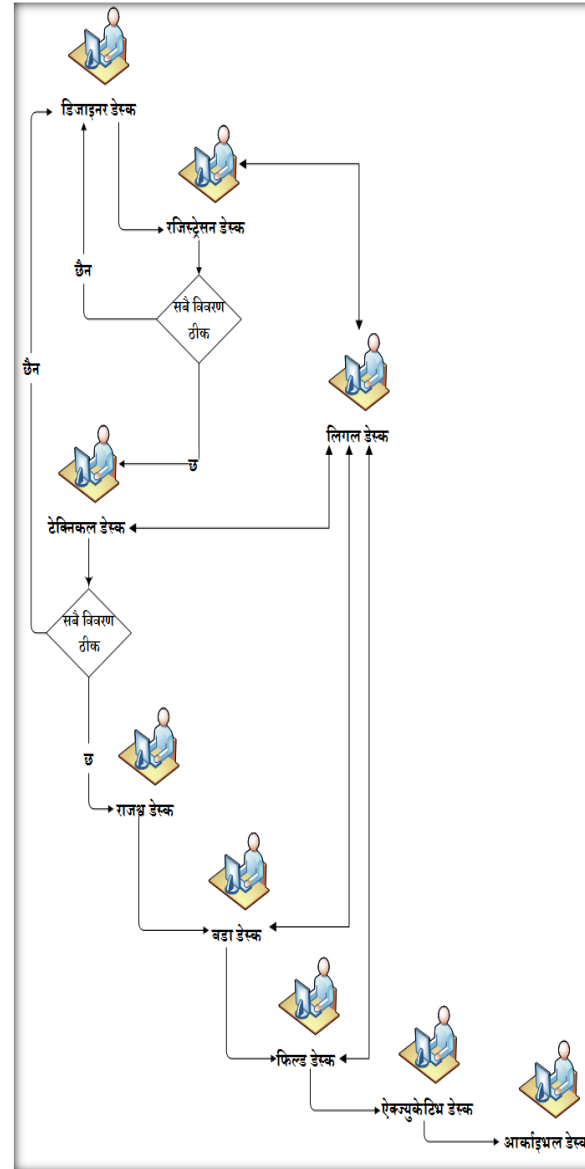 डिजाइनर डेस्क
रजिस्ट्रेसन डेस्क
छैन
सबै विवरण
ठीक
छैन
लिगल डेस्क
छ
टेक्निकल डेस्क
सबै विवरण
ठीक
छ
राजश्व डेस्क
वडा डेस्क
फिल्ड डेस्क
ऐक्ज्युकेटिभ डेस्क
आर्काइभल डेस्क